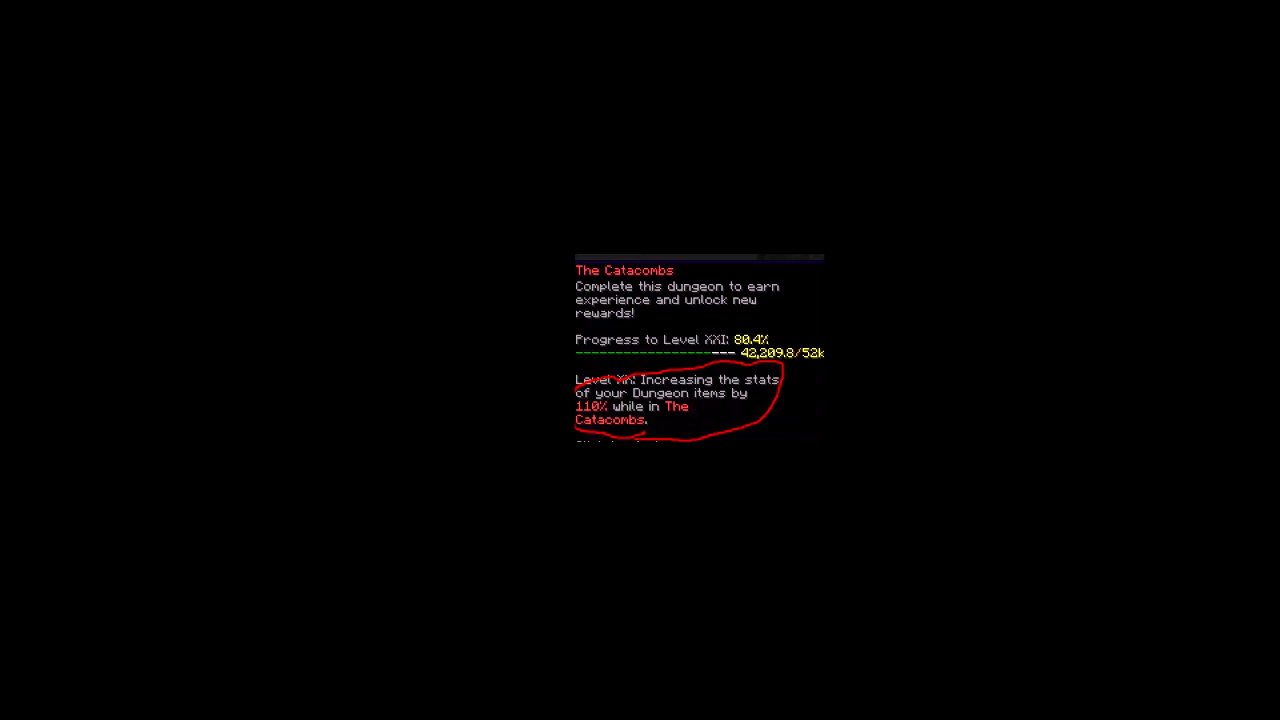 The Catacombs
Complete this dungeon to earn
experience and unlock new
rewards!
Progress to Level XXI: 80.4%
42,209.8/52k
Level XX: Increasing the stats
of your Dungeon items by
110% while in The
Catacombs.